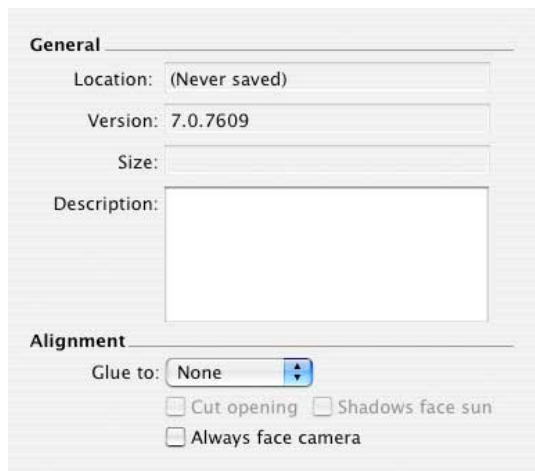 General
Location: (Never saved)
Version: 7.0.7609
Size:
Description:
Alignment
Glue to: None
Cut opening Shadows face sun
Always face camera